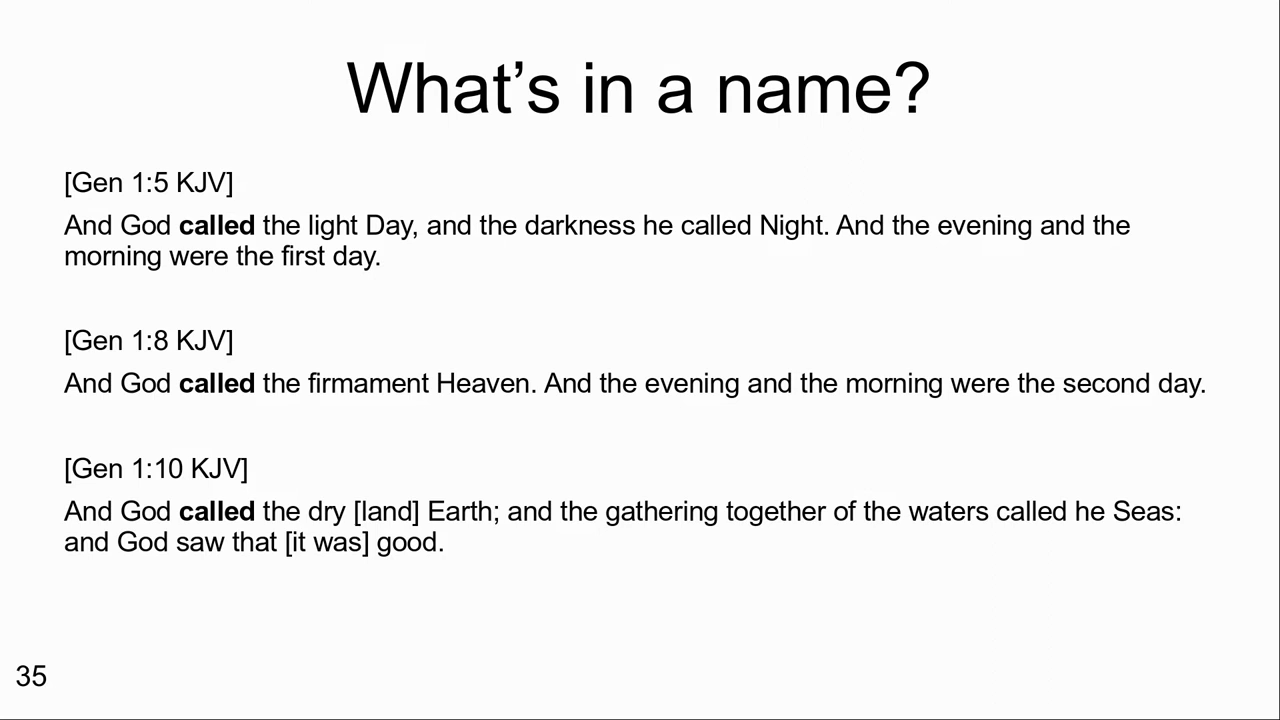 What’s in a name?
[Gen 1:5 KJV]
And God called the light Day, and the darkness he called Night. And the evening and the
morning were the first day.
[Gen 1:8 KJV]
And God called the firmament Heaven. And the evening and the morning were the second day.
[Gen 1:10 KJV]
And God called the dry [land] Earth; and the gathering together of the waters called he Seas:
and God saw that [it was] good.
35